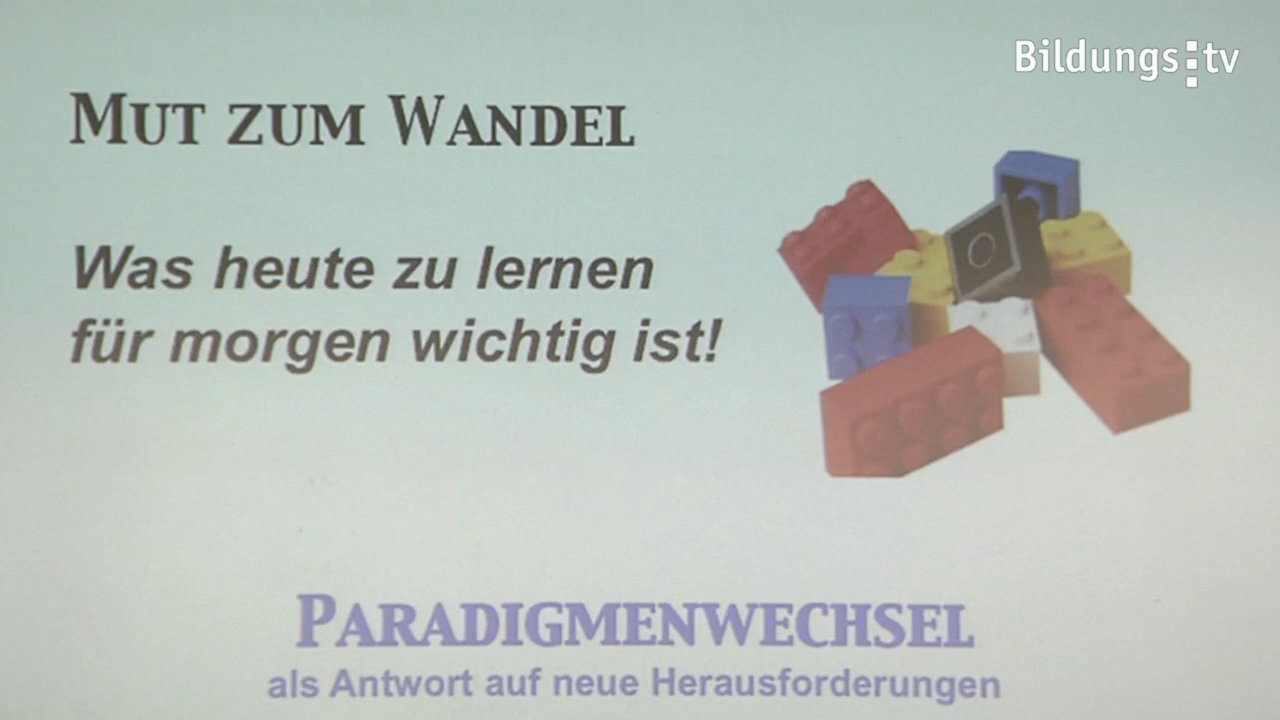 Bildungs:tv
MUT ZUM WANDEL
Was heute zu lernen
für morgen wichtig ist!
PARADIGMENWECHSEL
als Antwort auf neue Herausforderungen